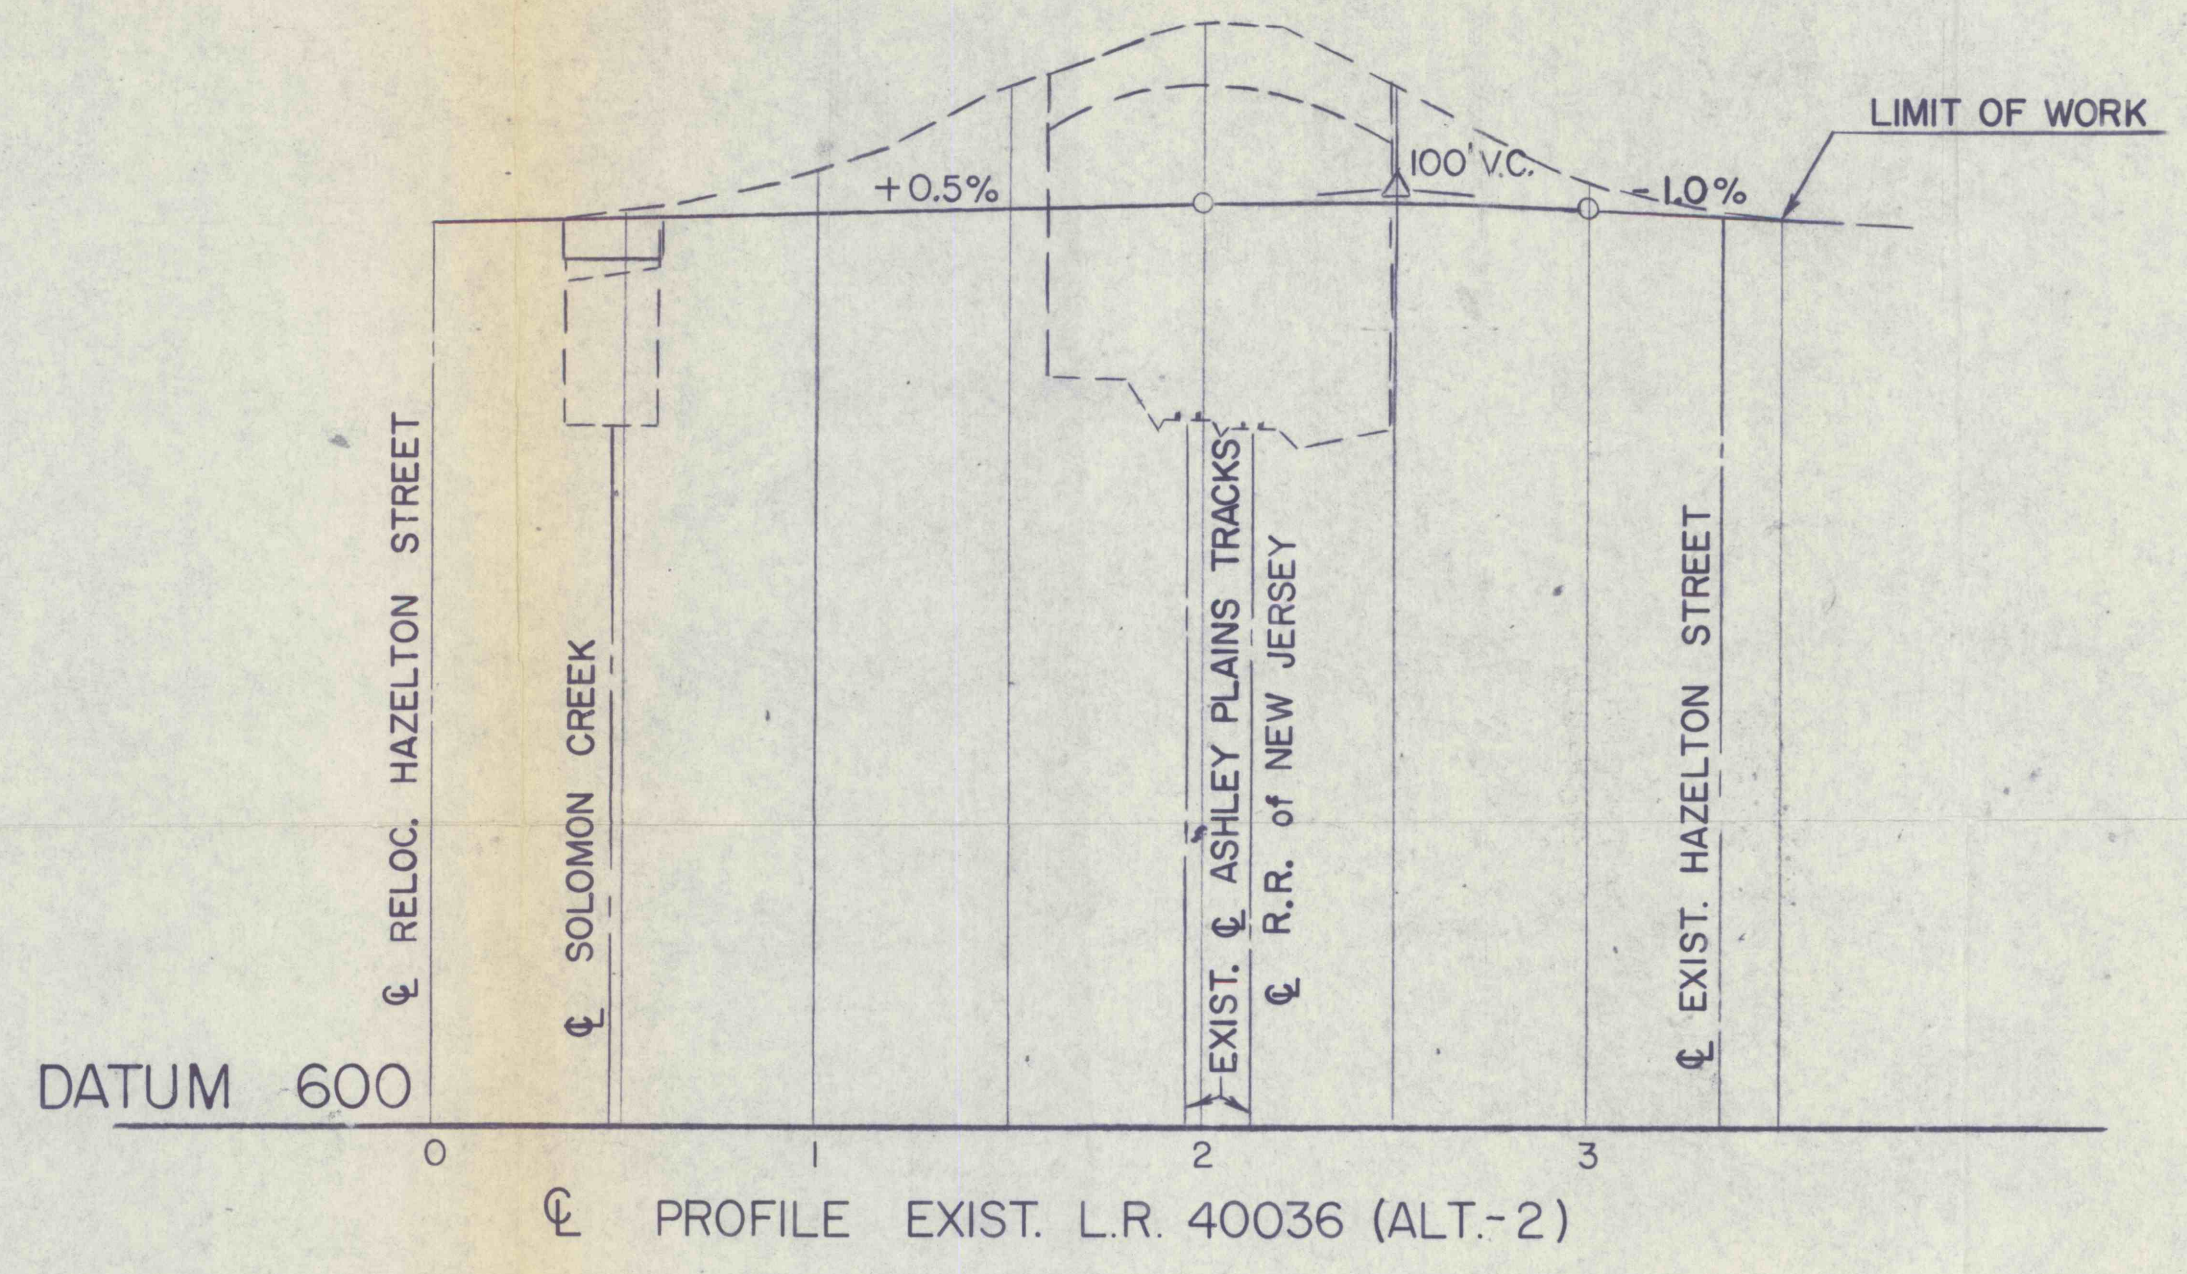 LIMIT OF WORK
100' V.C.
+0.5%
-1.0%
℄ RELOC. HAZELTON STREET
℄ SOLOMON CREEK
EXIST. ℄ ASHLEY PLAINS TRACKS
℄ R.R. of NEW JERSEY
℄ EXIST. HAZELTON STREET
DATUM 600
0 1 2 3
℄ PROFILE EXIST. L.R. 40036 (ALT.-2)